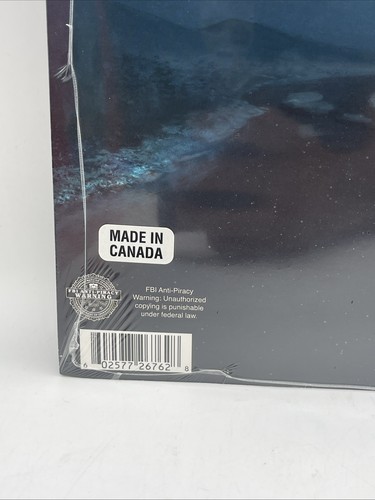 MADE IN
CANADA
FBI ANTI-PIRACY
WARNING
FBI Anti-Piracy
Warning: Unauthorized
copying is punishable
under federal law.
6 02577 26762 8